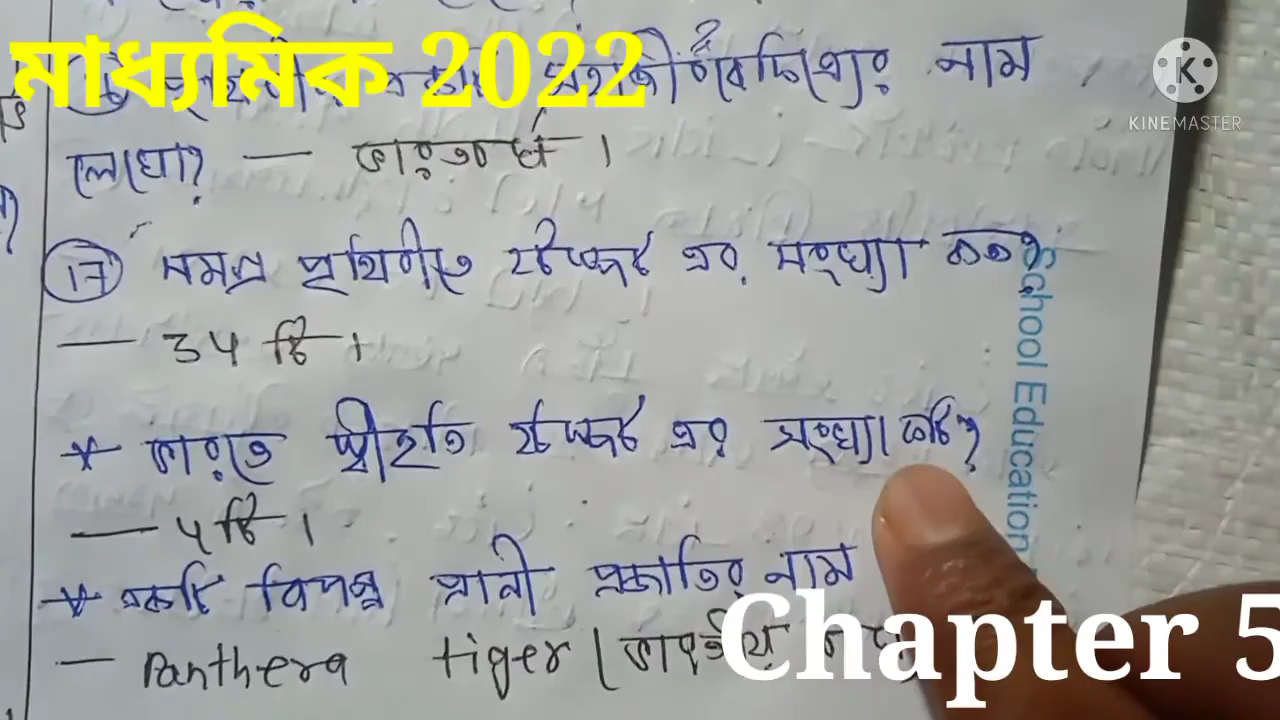 মাধ্যমিক 2022
নাম
KINEMASTER
লেখো? — ভারতবর্ষ ।
17 সমগ্র পৃথিবীতে হটস্পট এর সংখ্যা কত?
— 34 টি ।
* ভারতে স্বীকৃতি হটস্পট এর সংখ্যা কটি?
— 4 টি ।
* একটি বিপন্ন প্রানী প্রজাতির নাম
— Panthera tiger (ভারতীয়
Chapter 5
School Education